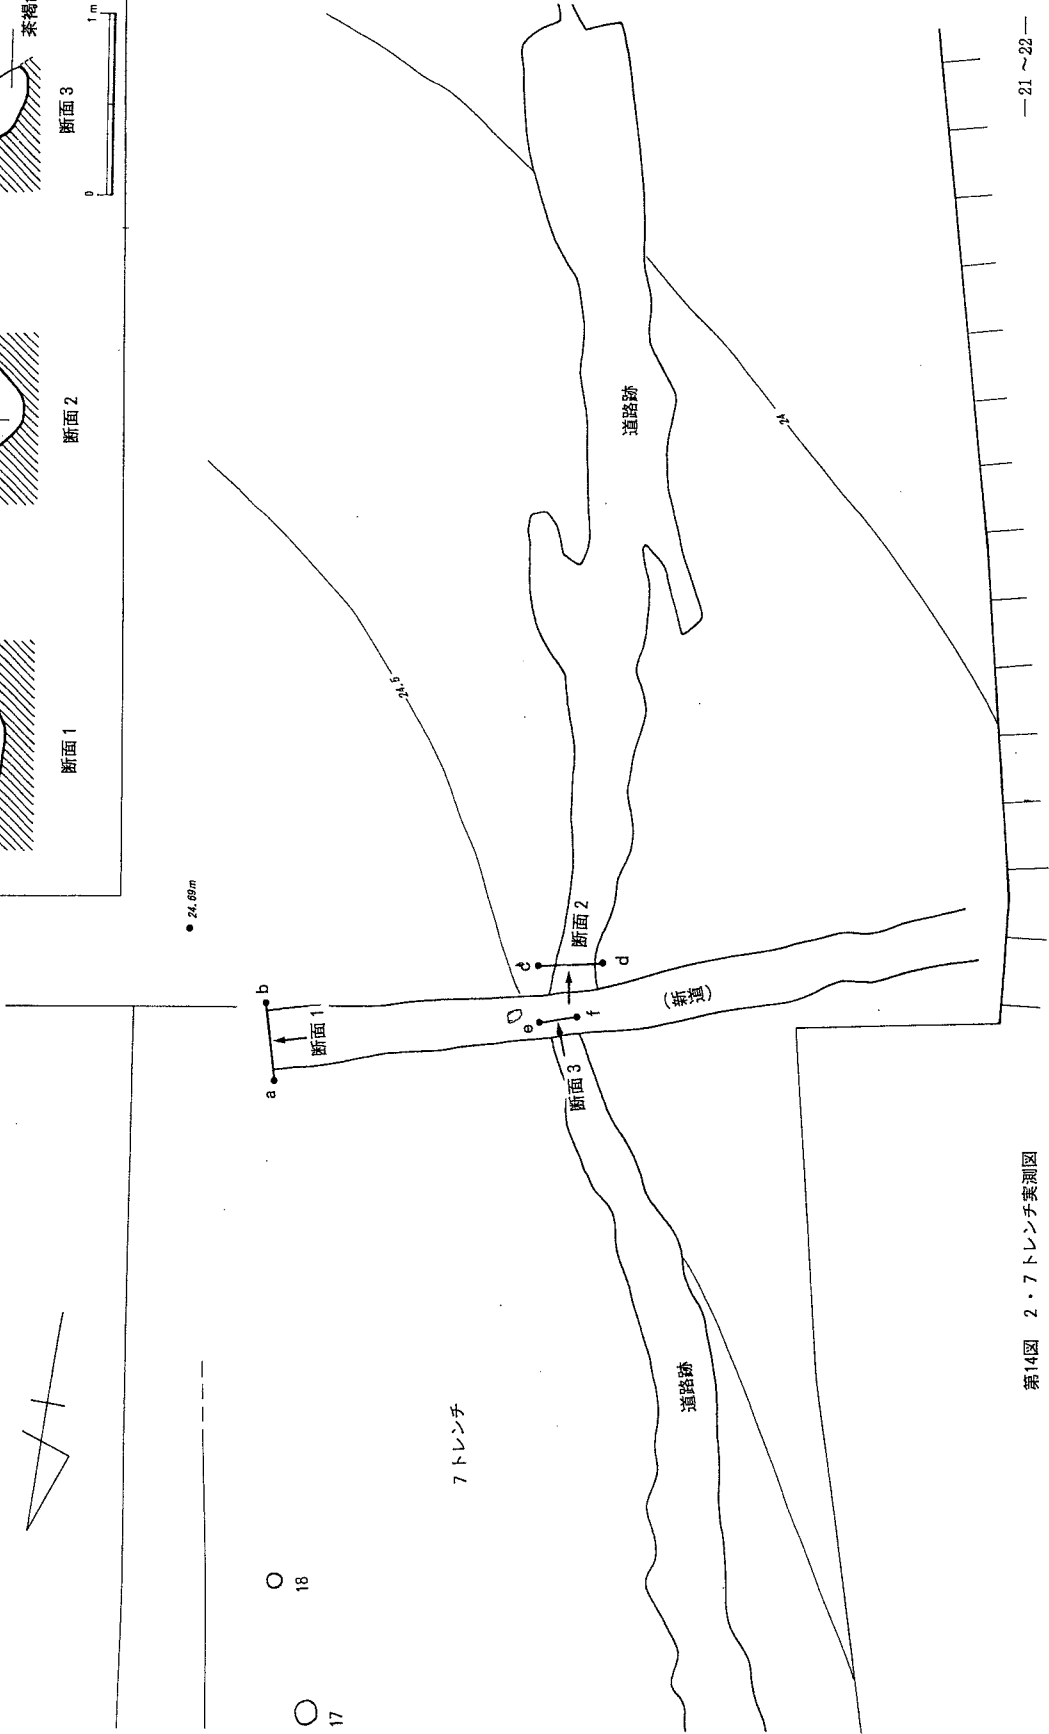 断面1
断面2
断面3
0 1m
茶褐
24.69m
24.5
24
a
b
断面1
c
d
断面2
e
f
断面3
(新道)
道路跡
道路跡
7トレンチ
18
17
第14図 2・7トレンチ実測図
—21~22—